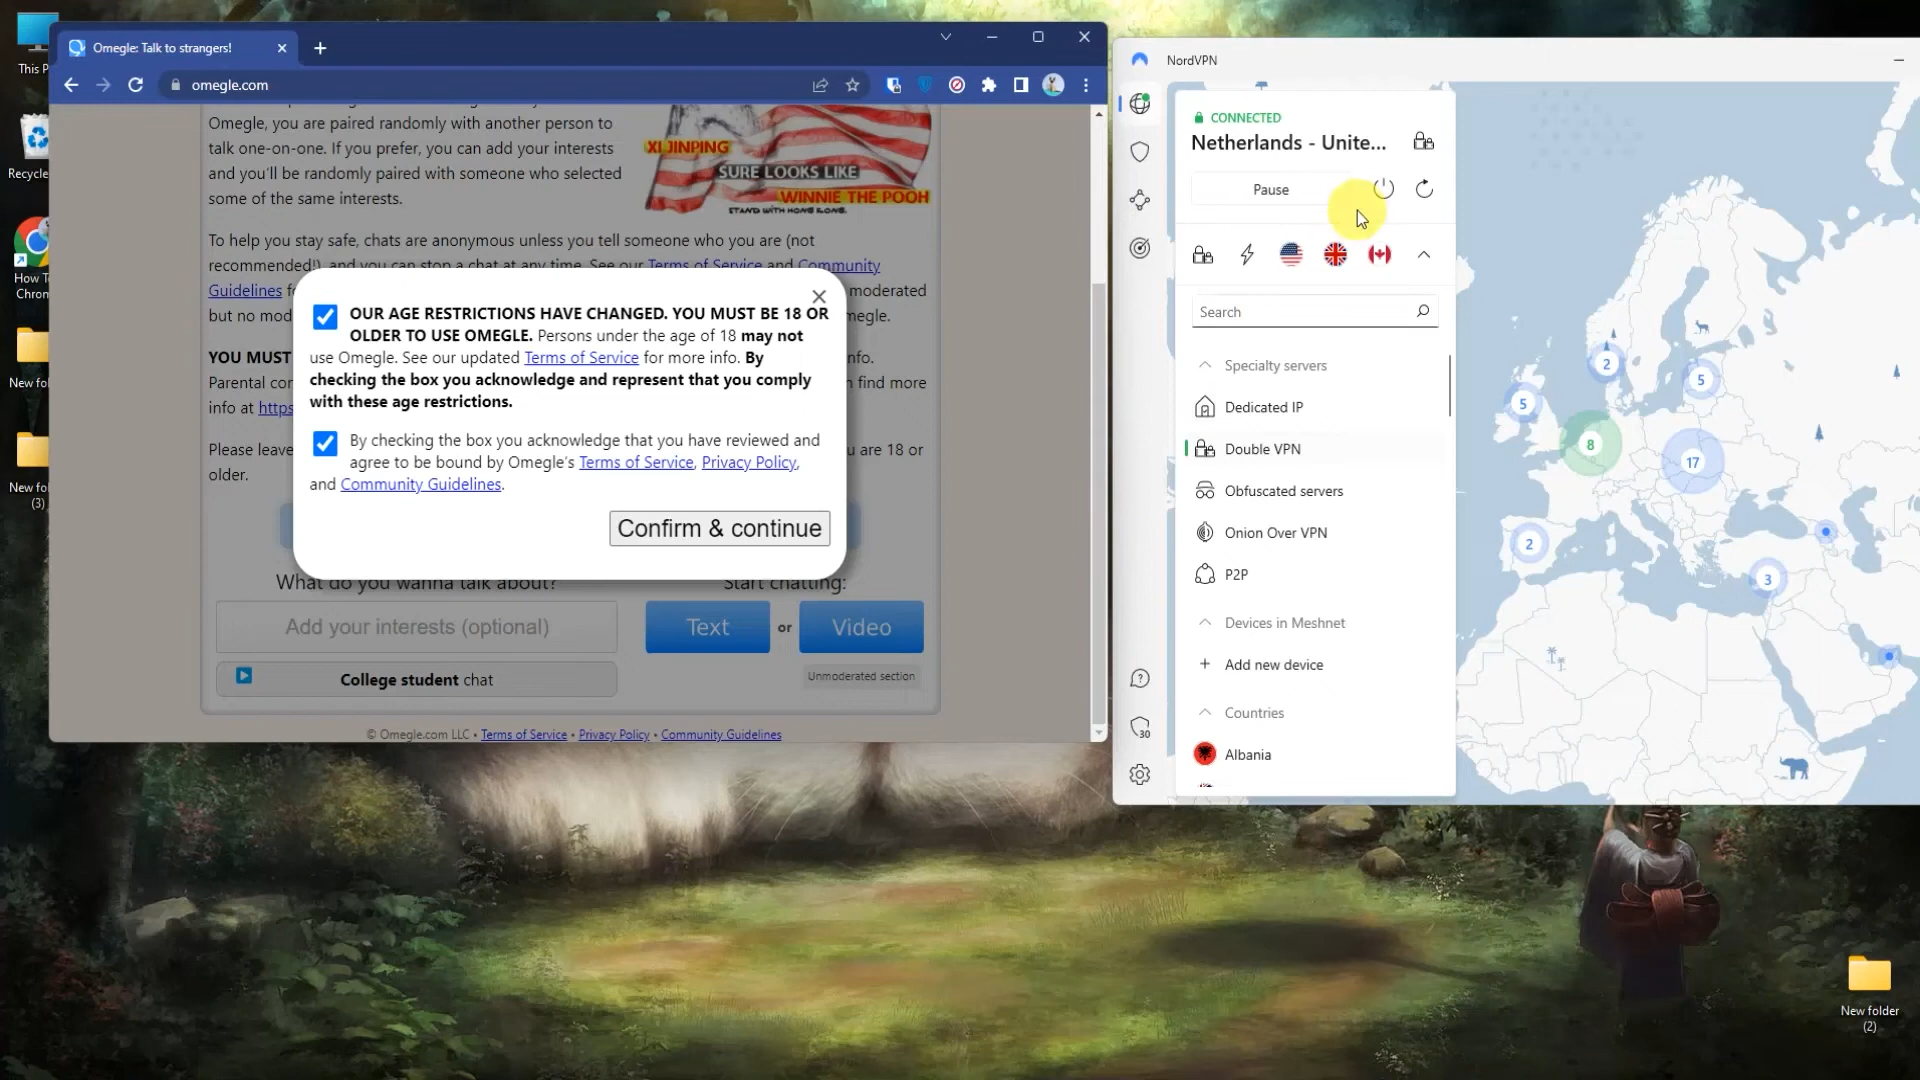 This P
Recycle
How To
Chrom
New fol
New fol
(3)
Omegle: Talk to strangers!
omegle.com
Omegle, you are paired randomly with another person to
talk one-on-one. If you prefer, you can add your interests
and you'll be randomly paired with someone who selected
some of the same interests.
XI JINPING
SURE LOOKS LIKE
WINNIE THE POOH
STAND WITH HONG KONG.
To help you stay safe, chats are anonymous unless you tell someone who you are (not
recommended!), and you can stop a chat at any time. See our Terms of Service and Community
Guidelines f
moderated
but no mod
megle.
YOU MUST
nfo.
Parental con
n find more
info at https
Please leave
u are 18 or
older.
OUR AGE RESTRICTIONS HAVE CHANGED. YOU MUST BE 18 OR
OLDER TO USE OMEGLE. Persons under the age of 18 may not
use Omegle. See our updated Terms of Service for more info. By
checking the box you acknowledge and represent that you comply
with these age restrictions.
By checking the box you acknowledge that you have reviewed and
agree to be bound by Omegle's Terms of Service, Privacy Policy,
and Community Guidelines.
Confirm & continue
What do you wanna talk about?
Start chatting:
Add your interests (optional)
Text or Video
College student chat
Unmoderated section
© Omegle.com LLC • Terms of Service • Privacy Policy • Community Guidelines
NordVPN
CONNECTED
Netherlands - Unite...
Pause
Search
Specialty servers
Dedicated IP
Double VPN
Obfuscated servers
Onion Over VPN
P2P
Devices in Meshnet
+ Add new device
Countries
Albania
30
2
5
5
8
17
2
3
New folder
(2)